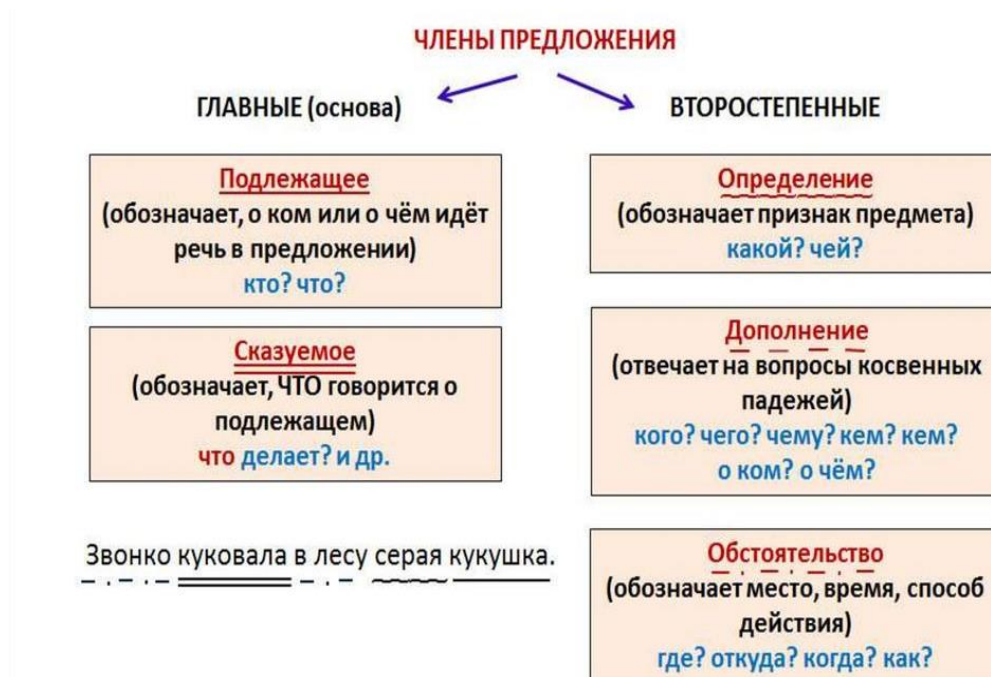 ЧЛЕНЫ ПРЕДЛОЖЕНИЯ
ГЛАВНЫЕ (основа)
Подлежащее
(обозначает, о ком или о чём идёт
речь в предложении)
кто? что?
Сказуемое
(обозначает, ЧТО говорится о
подлежащем)
что делает? и др.
Звонко куковала в лесу серая кукушка.
ВТОРОСТЕПЕННЫЕ
Определение
(обозначает признак предмета)
какой? чей?
Дополнение
(отвечает на вопросы косвенных
падежей)
кого? чего? чему? кем? кем?
о ком? о чём?
Обстоятельство
(обозначает место, время, способ
действия)
где? откуда? когда? как?